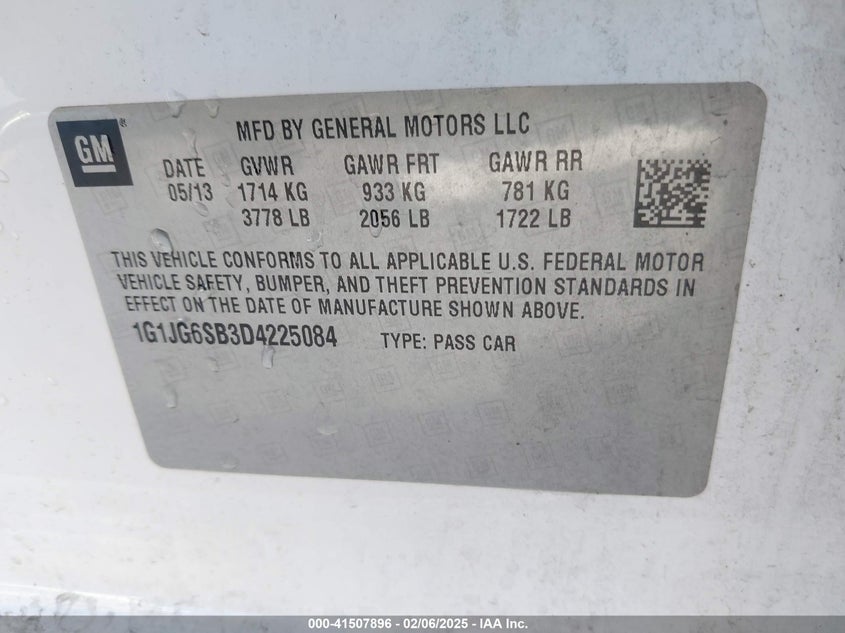 GM
MFD BY GENERAL MOTORS LLC
DATE GVWR GAWR FRT GAWR RR
05/13 1714 KG 933 KG 781 KG
3778 LB 2056 LB 1722 LB
THIS VEHICLE CONFORMS TO ALL APPLICABLE U.S. FEDERAL MOTOR
VEHICLE SAFETY, BUMPER, AND THEFT PREVENTION STANDARDS IN
EFFECT ON THE DATE OF MANUFACTURE SHOWN ABOVE.
1G1JG6SB3D4225084 TYPE: PASS CAR
000-41507896 - 02/06/2025 - IAA Inc.